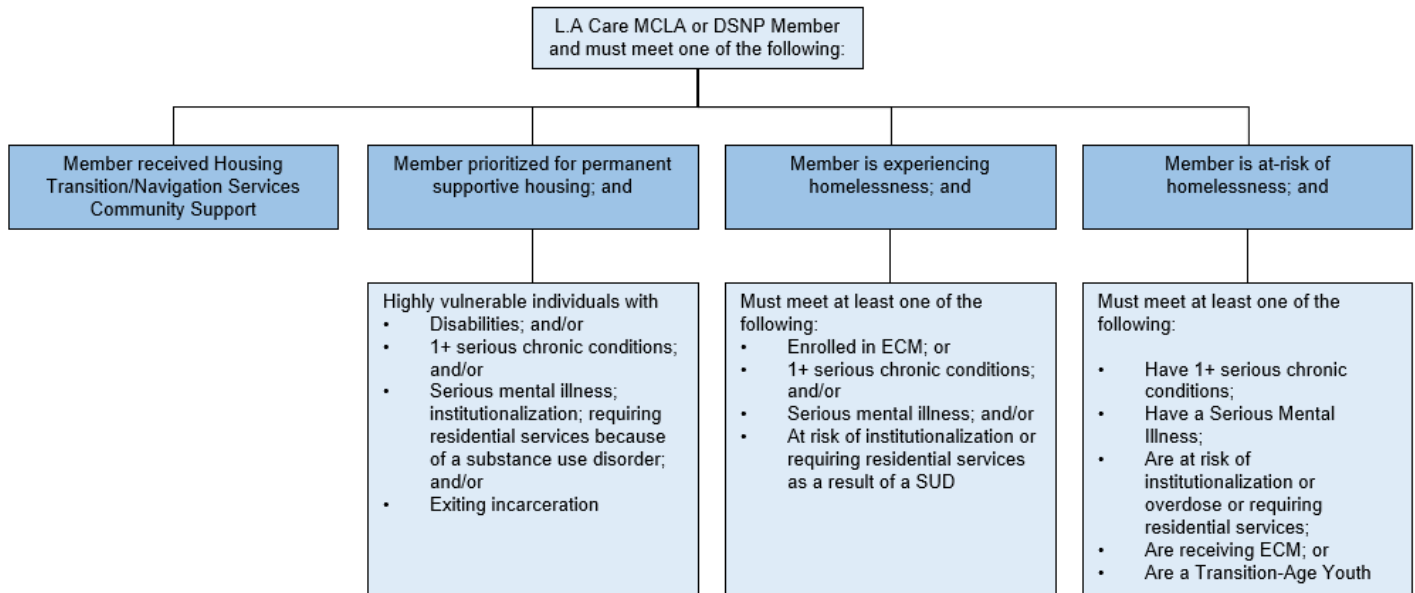 L.A Care MCLA or DSNP Member
and must meet one of the following:
Member received Housing
Transition/Navigation Services
Community Support
Member prioritized for permanent
supportive housing; and
Member is experiencing
homelessness; and
Member is at-risk of
homelessness; and
Highly vulnerable individuals with
• Disabilities; and/or
• 1+ serious chronic conditions;
and/or
• Serious mental illness;
institutionalization; requiring
residential services because
of a substance use disorder;
and/or
• Exiting incarceration
Must meet at least one of the
following:
• Enrolled in ECM; or
• 1+ serious chronic conditions;
and/or
• Serious mental illness; and/or
• At risk of institutionalization or
requiring residential services
as a result of a SUD
Must meet at least one of the
following:
• Have 1+ serious chronic
conditions;
• Have a Serious Mental
Illness;
• Are at risk of
institutionalization or
overdose or requiring
residential services;
• Are receiving ECM; or
• Are a Transition-Age Youth